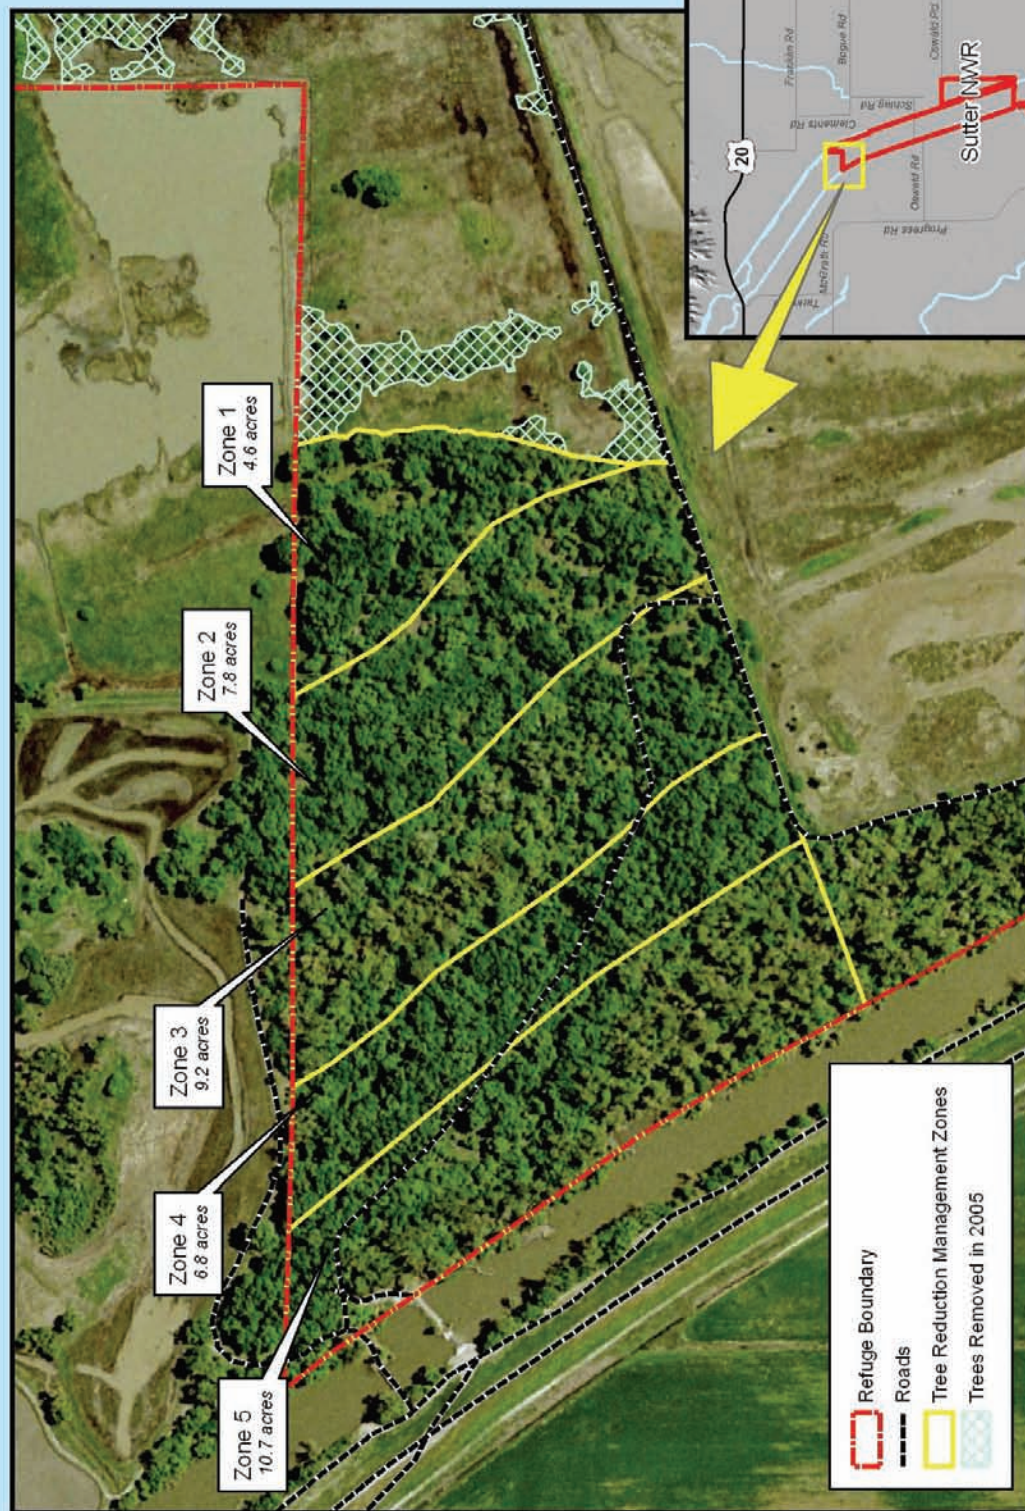 Zone 1
4.6 acres
Zone 2
7.8 acres
Zone 3
9.2 acres
Zone 4
6.8 acres
Zone 5
10.7 acres
Refuge Boundary
Roads
Tree Reduction Management Zones
Trees Removed in 2005
20
Franklin Rd
Bogue Rd
Oswald Rd
Clements Rd
Schlag Rd
Sutter NWR
McGrath Rd
Oswald Rd
Progress Rd